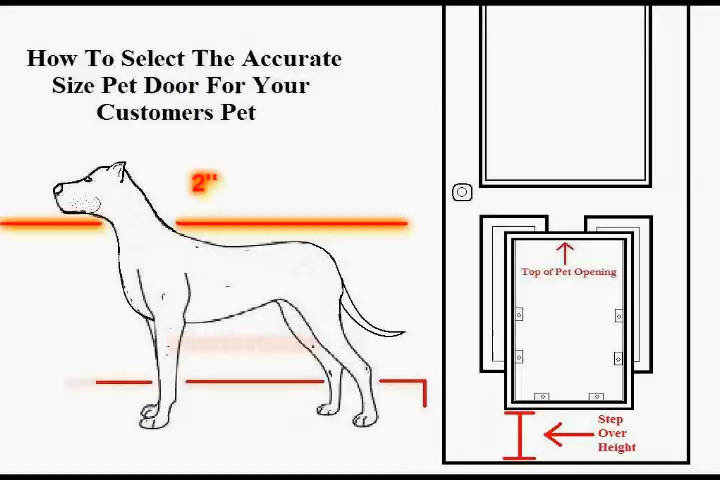 How To Select The Accurate
Size Pet Door For Your
Customers Pet
2"
Top of Pet Opening
Step
Over
Height